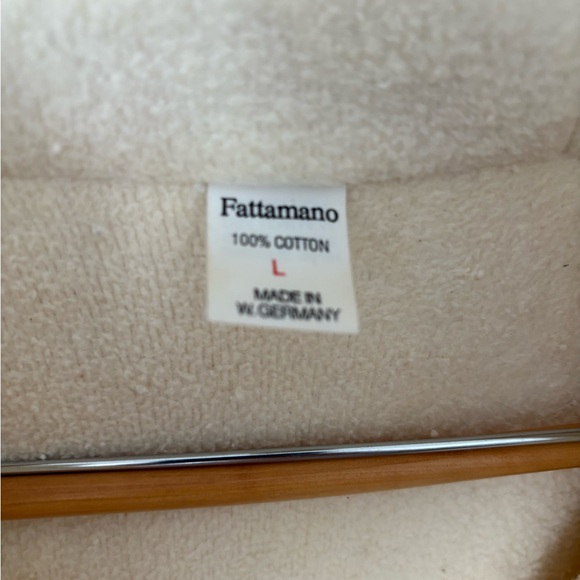 Fattamano
100% COTTON
L
MADE IN
W.GERMANY